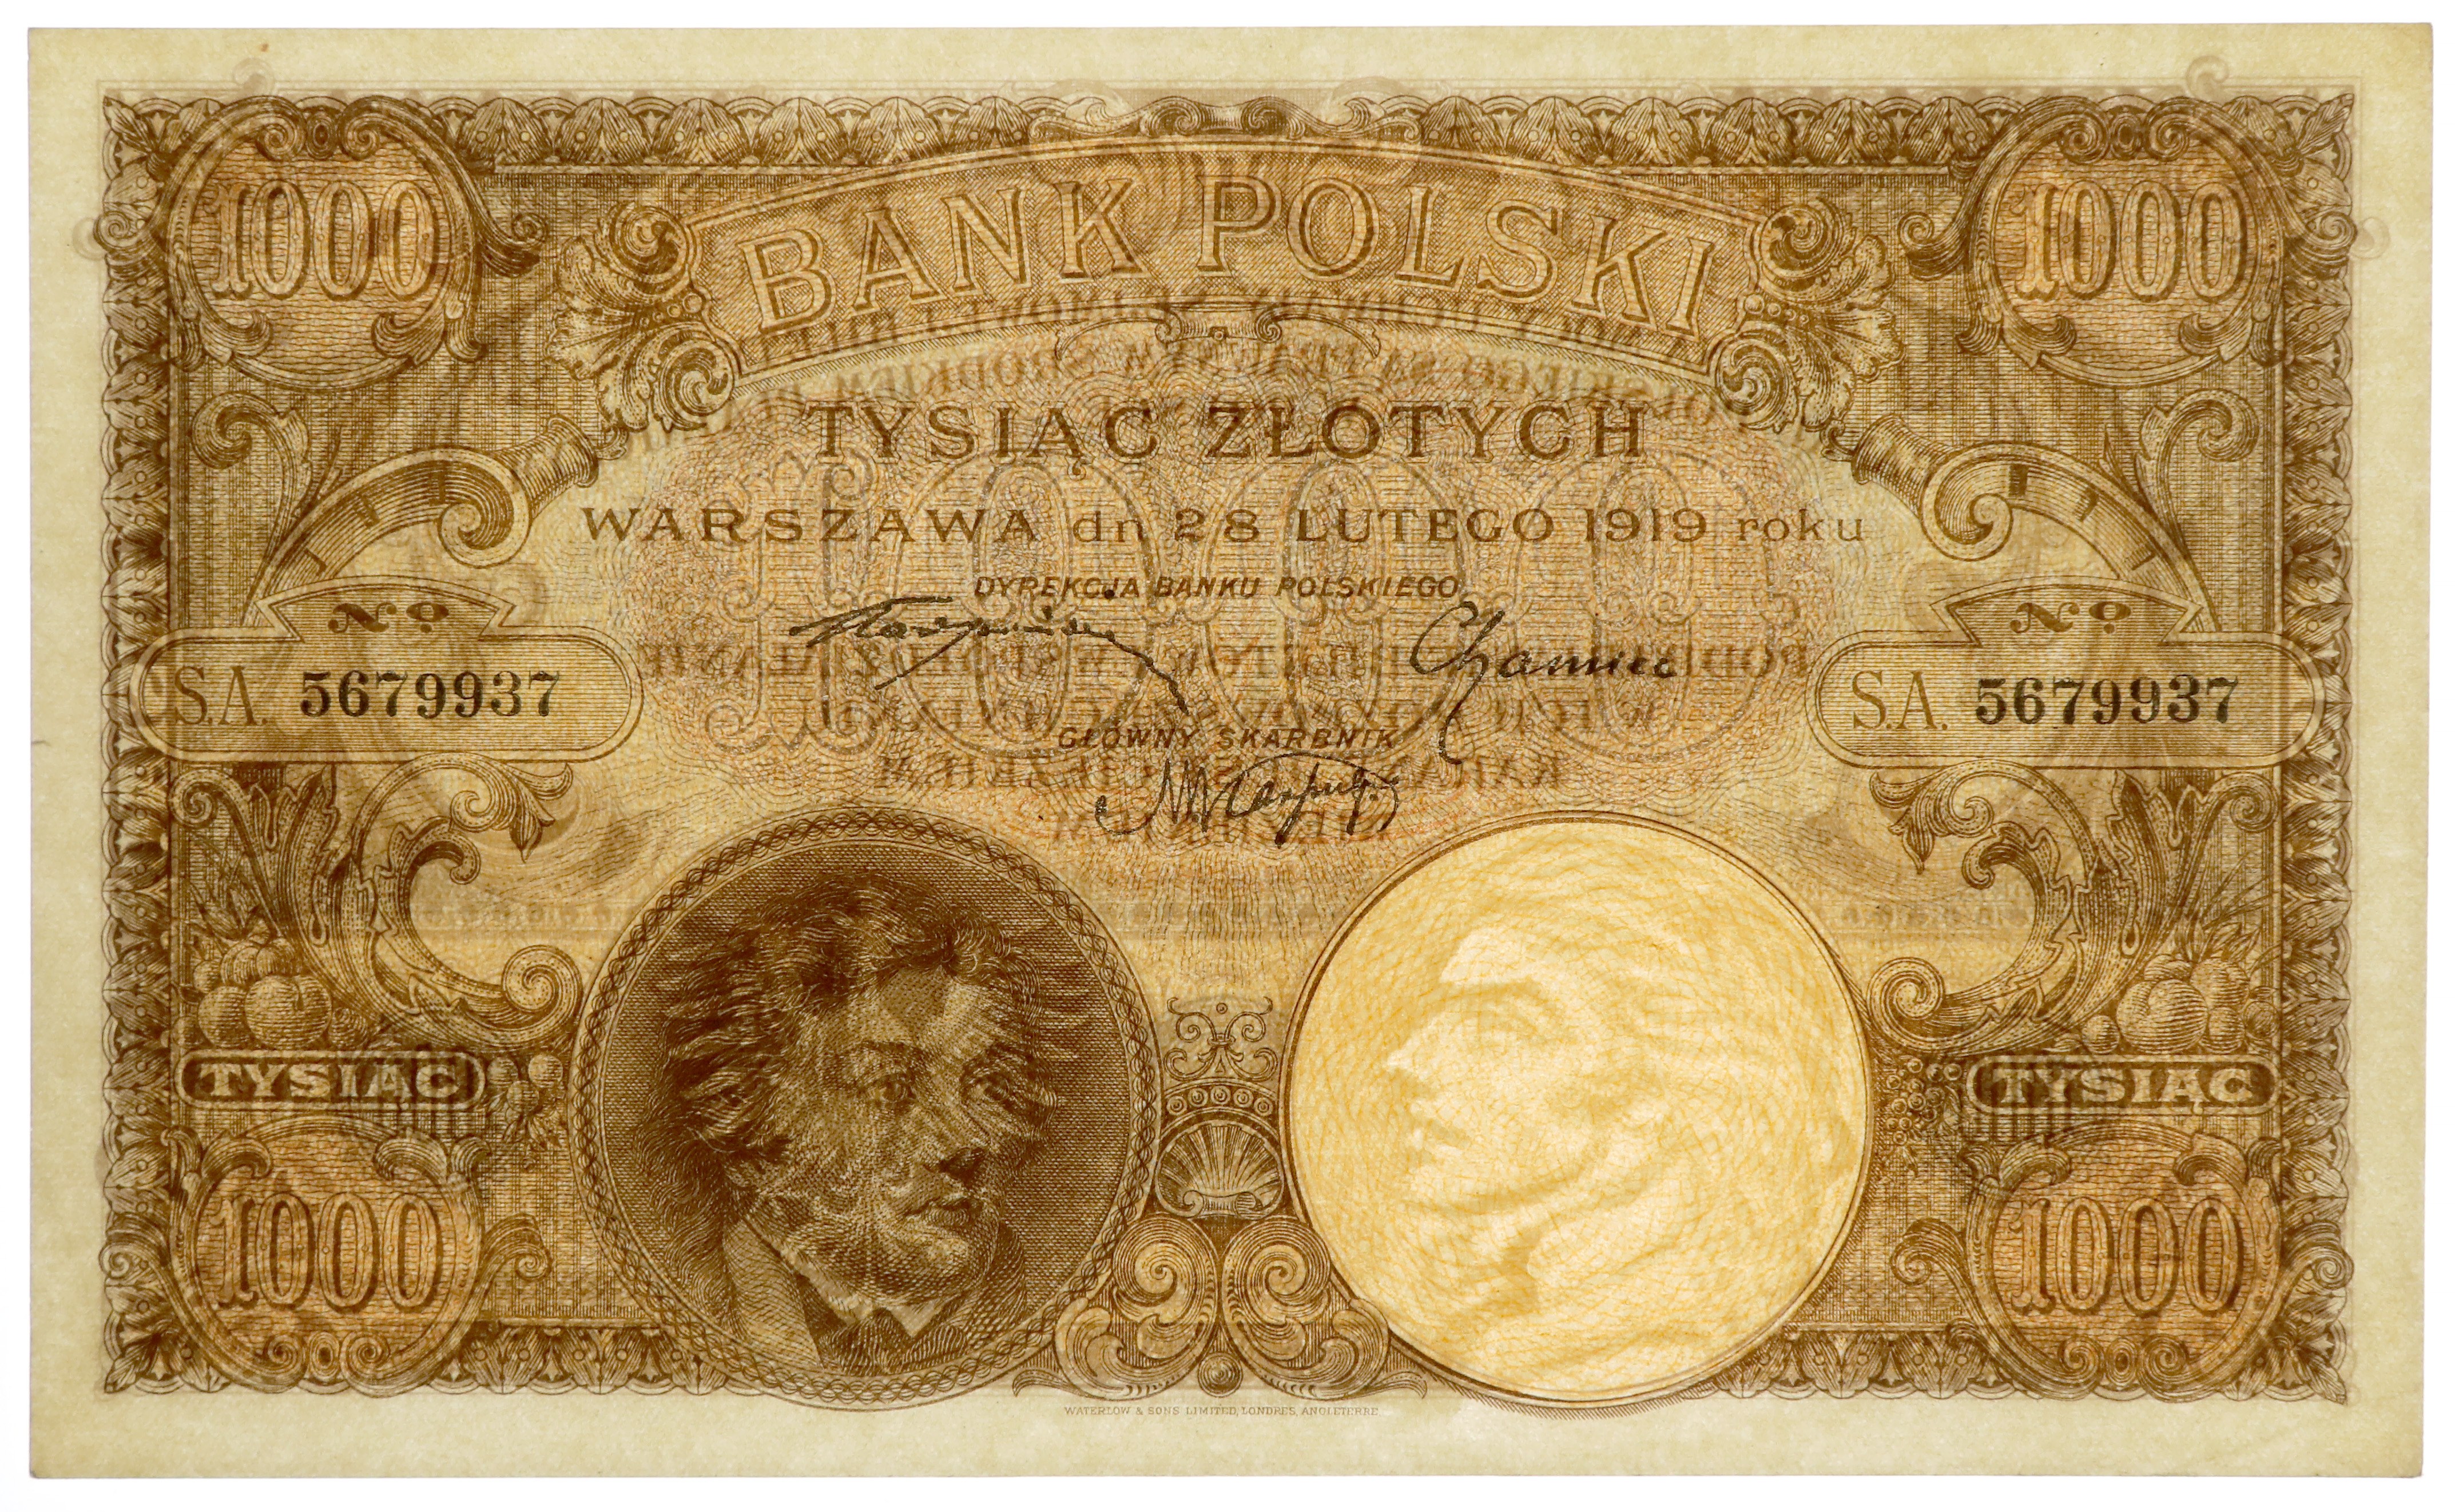 1000
BANK POLSKI
1000
TYSIĄC ZŁOTYCH
WARSZAWA dn 28 LUTEGO 1919 roku
DYREKCJA BANKU POLSKIEGO
No
S.A. 5679937
No
S.A. 5679937
GŁÓWNY SKARBNIK
TYSIĄC
1000
TYSIĄC
1000
WATERLOW & SONS LIMITED, LONDRES, ANGLETERRE